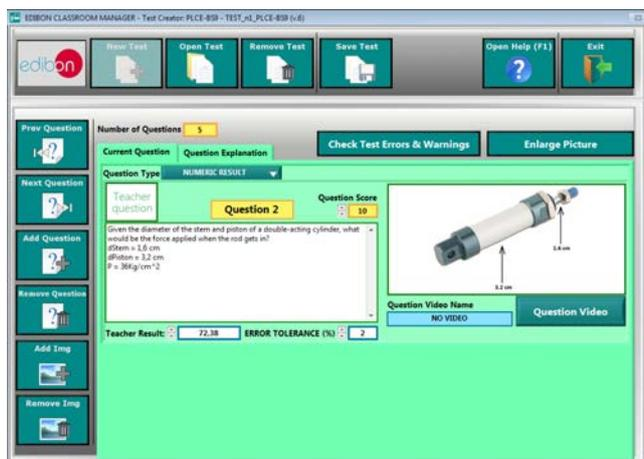 EDIBON CLASSROOM MANAGER - Test Creator: PLCE-BS9 - TEST_n1_PLCE-BS9 (v.6)
edibon
New Test
Open Test
Remove Test
Save Test
Open Help (F1)
Exit
Prev Question
Next Question
Add Question
Remove Question
Add Img
Remove Img
Number of Questions 5
Check Test Errors & Warnings
Enlarge Picture
Current Question
Question Explanation
Question Type NUMERIC RESULT
Teacher question
Question 2
Question Score
10
Given the diameter of the stem and piston of a double-acting cylinder, what
would be the force applied when the rod gets in?
dStem = 1,6 cm
dPiston = 3,2 cm
P = 36Kg/cm^2
1,6 cm
3,2 cm
Question Video Name
NO VIDEO
Question Video
Teacher Result: 72,38 ERROR TOLERANCE (%) 2